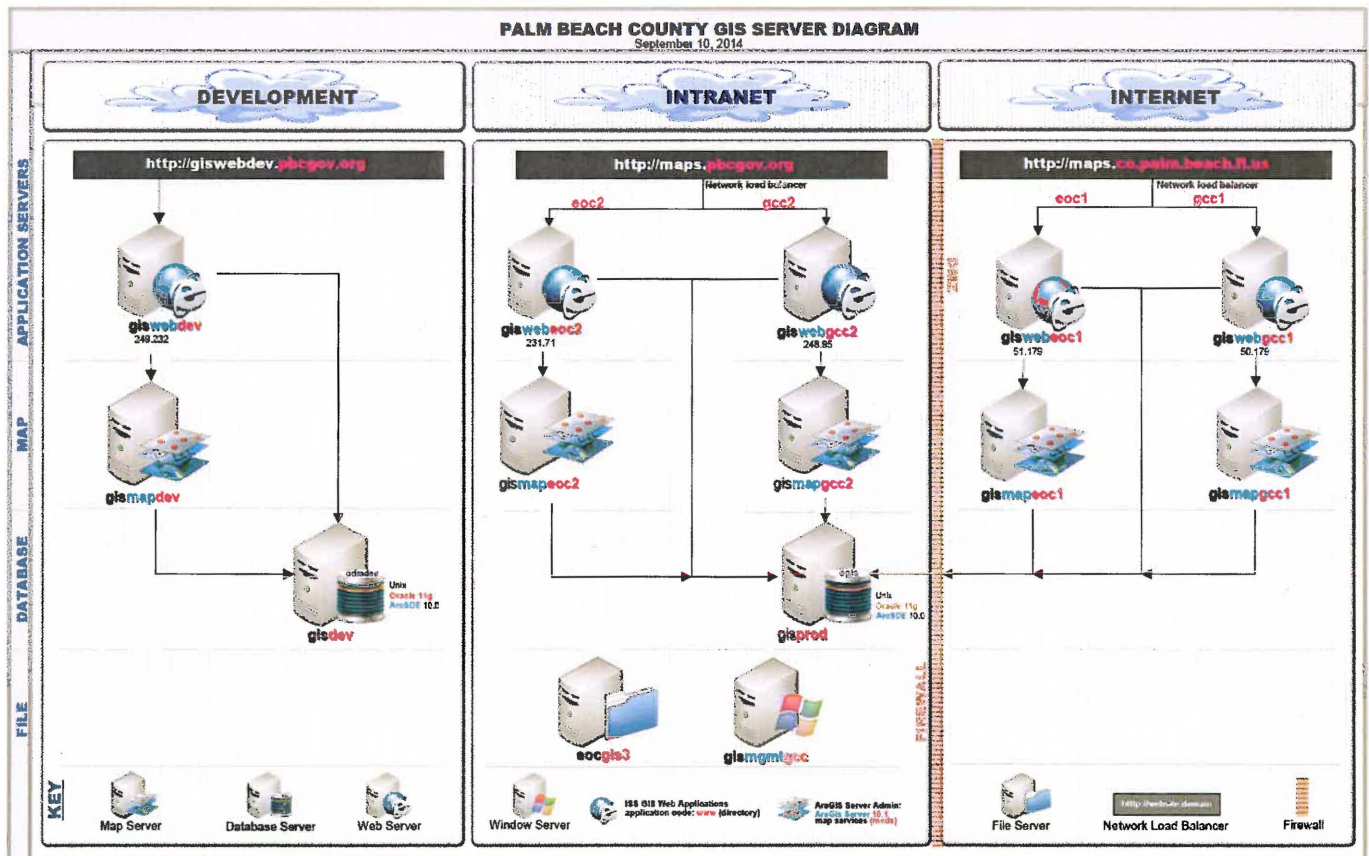 PALM BEACH COUNTY GIS SERVER DIAGRAM
September 10, 2014
DEVELOPMENT
INTRANET
INTERNET
APPLICATION SERVERS
MAP
DATABASE
FILE
http://giswebdev.pbcgov.org
giswebdev
249.232
gismapdev
Unix
Oracle 11g
ArcSDE 10.0
gisdev
http://maps.pbcgov.org
Network load balancer
eoc2
gcc2
giswebeoc2
231.71
giswebgcc2
248.95
gismapeoc2
gismapgcc2
Unix
Oracle 11g
ArcSDE 10.0
gisprod
eocgis3
gismgmtgcc
DMZ
FIREWALL
http://maps.co.palm.beach.fl.us
Network load balancer
eoc1
gcc1
giswebeoc1
51.179
giswebgcc1
50.179
gismapeoc1
gismapgcc1
KEY
Map Server
Database Server
Web Server
Window Server
ISS GIS Web Applications
application code: www (directory)
ArcGIS Server Admin:
ArcGIS Server 10.1
map services (mxds)
File Server
http://website.domain
Network Load Balancer
Firewall